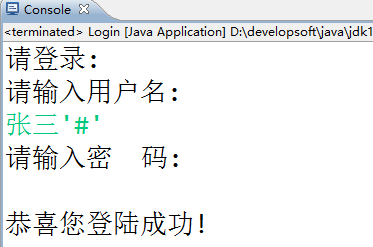 Console
<terminated> Login [Java Application] D:\developsoft\java\jdk1
请登录:
请输入用户名:
张三'#'
请输入密  码:
恭喜您登陆成功!